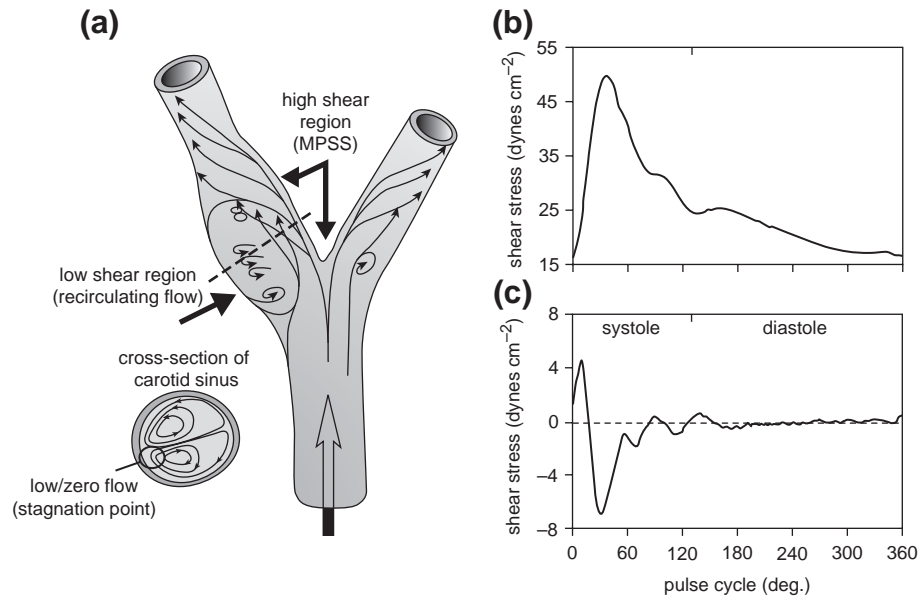 (a)
high shear
region
(MPSS)
low shear region
(recirculating flow)
cross-section of
carotid sinus
low/zero flow
(stagnation point)
(b)
55
45
35
25
15
shear stress (dynes cm−2)
(c)
8
4
0
−4
−8
shear stress (dynes cm−2)
systole
diastole
0 60 120 180 240 300 360
pulse cycle (deg.)